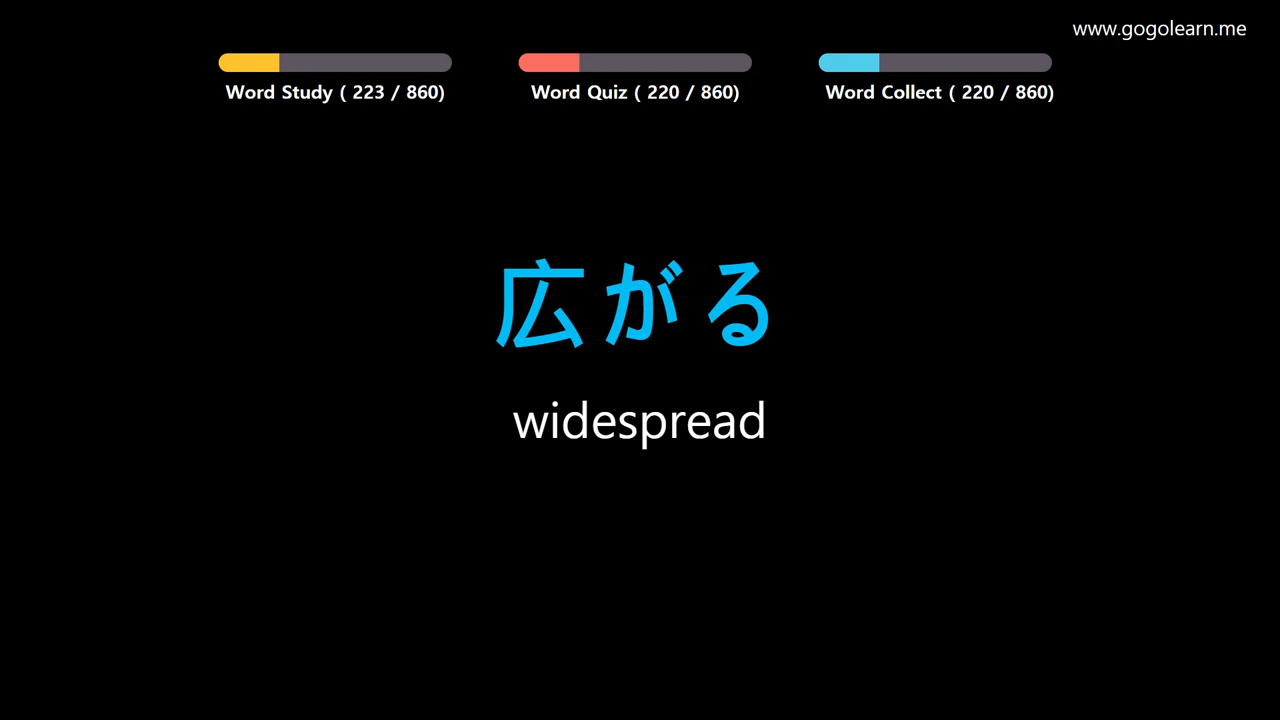 www.gogolearn.me
Word Study ( 223 / 860)
Word Quiz ( 220 / 860)
Word Collect ( 220 / 860)
広がる
widespread